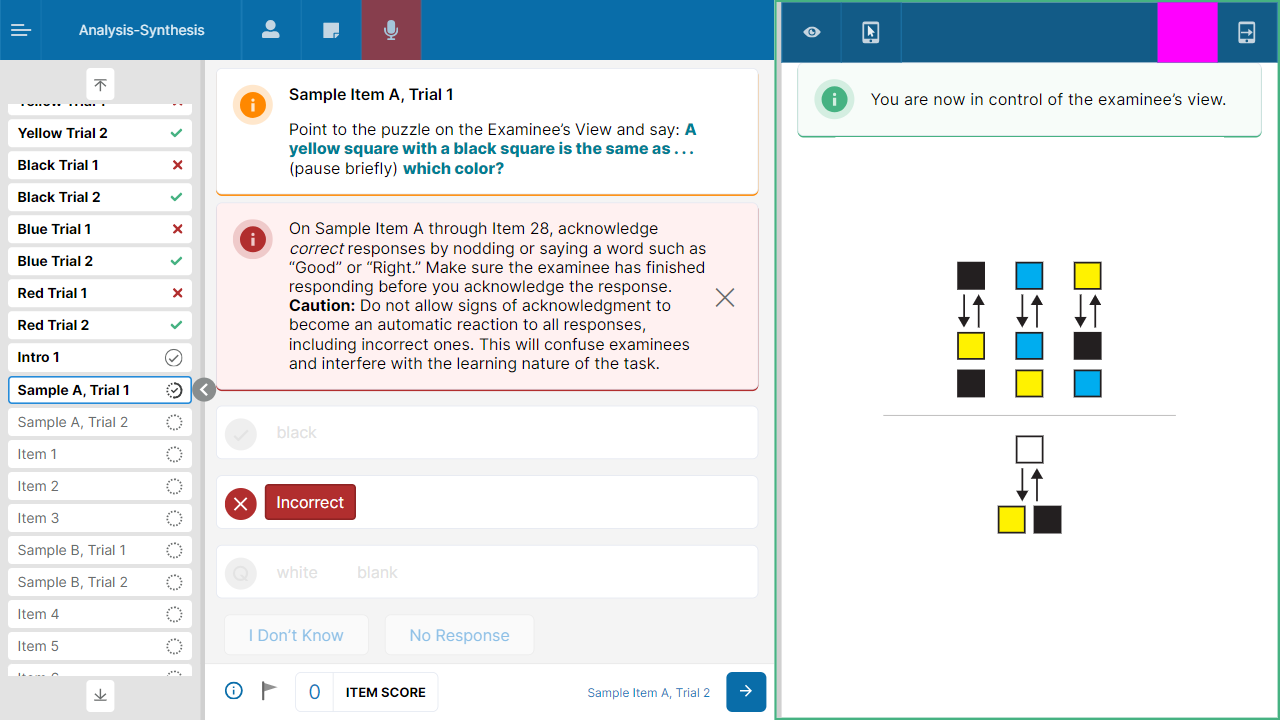 Analysis-Synthesis
Yellow Trial 2
Black Trial 1
Black Trial 2
Blue Trial 1
Blue Trial 2
Red Trial 1
Red Trial 2
Intro 1
Sample A, Trial 1
Sample A, Trial 2
Item 1
Item 2
Item 3
Sample B, Trial 1
Sample B, Trial 2
Item 4
Item 5
Sample Item A, Trial 1
Point to the puzzle on the Examinee’s View and say: A
yellow square with a black square is the same as . . .
(pause briefly) which color?
On Sample Item A through Item 28, acknowledge
correct responses by nodding or saying a word such as
“Good” or “Right.” Make sure the examinee has finished
responding before you acknowledge the response.
Caution: Do not allow signs of acknowledgment to
become an automatic reaction to all responses,
including incorrect ones. This will confuse examinees
and interfere with the learning nature of the task.
black
Incorrect
Q
white blank
I Don’t Know No Response
0 ITEM SCORE
Sample Item A, Trial 2
You are now in control of the examinee’s view.